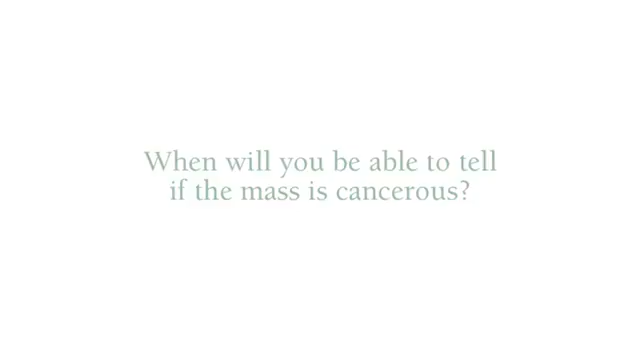 When will you be able to tell
if the mass is cancerous?